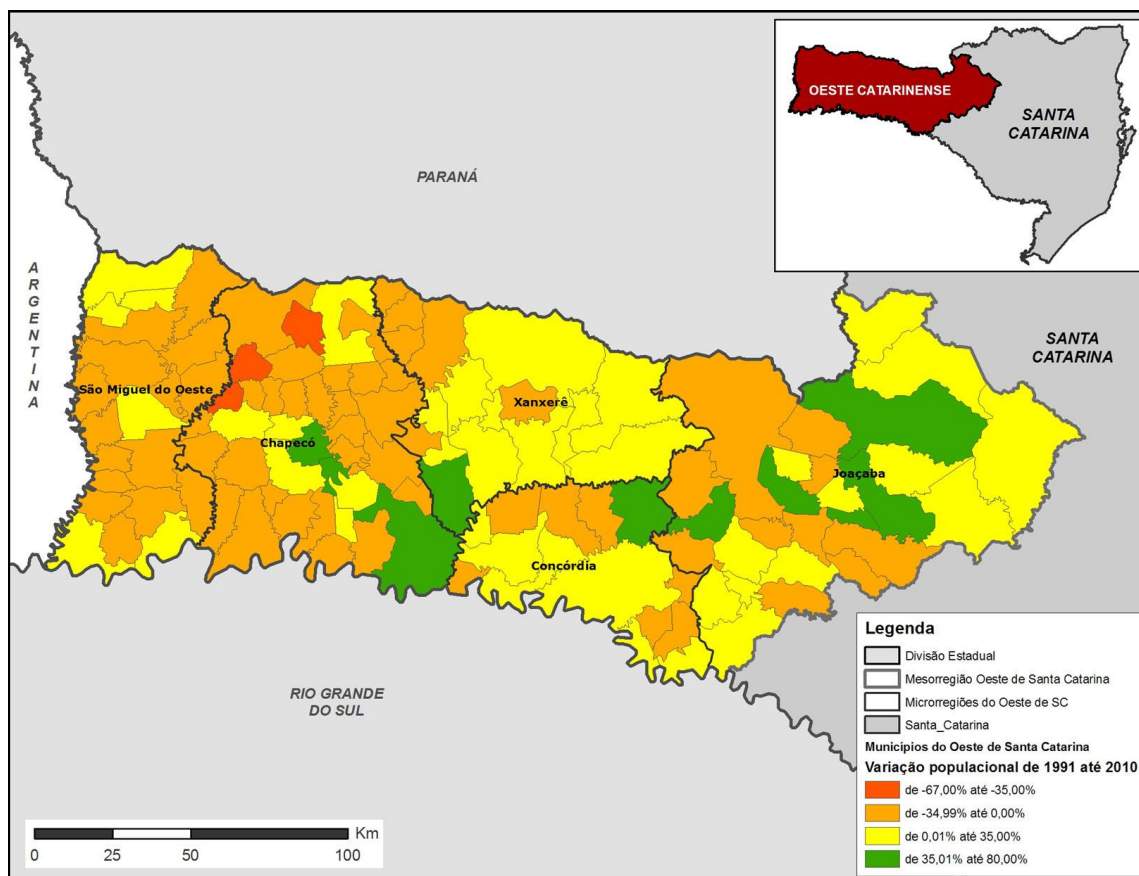 OESTE CATARINENSE
SANTA
CATARINA
PARANÁ
ARGENTINA
SANTA
CATARINA
São Miguel do Oeste
Xanxerê
Chapecó
Joaçaba
Concórdia
RIO GRANDE
DO SUL
Legenda
Divisão Estadual
Mesorregião Oeste de Santa Catarina
Microrregiões do Oeste de SC
Santa_Catarina
Municípios do Oeste de Santa Catarina
Variação populacional de 1991 até 2010
de -67,00% até -35,00%
de -34,99% até 0,00%
de 0,01% até 35,00%
de 35,01% até 80,00%
Km
0 25 50 100